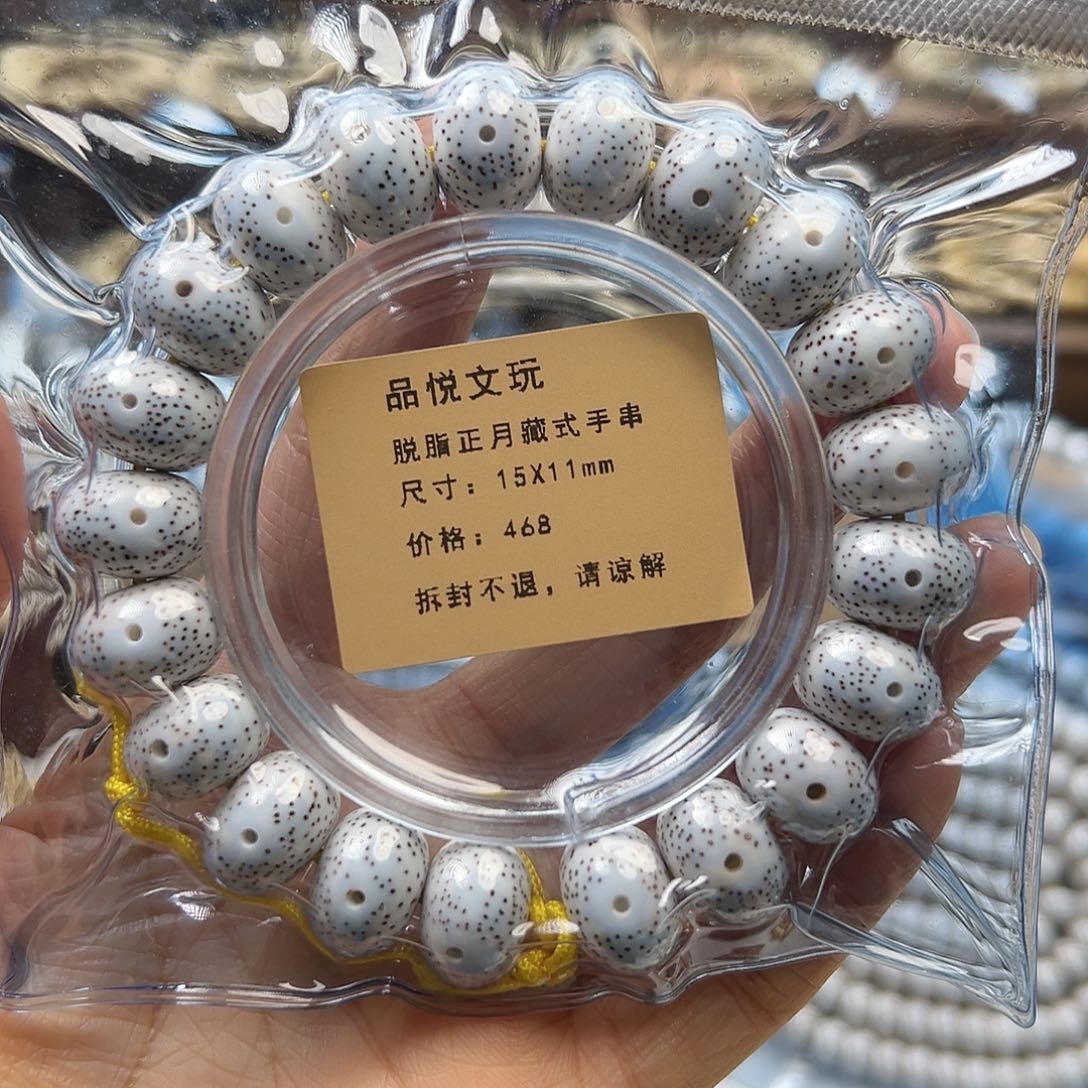 品悦文玩
脱脂正月藏式手串
尺寸：15X11mm
价格：468
拆封不退，请谅解